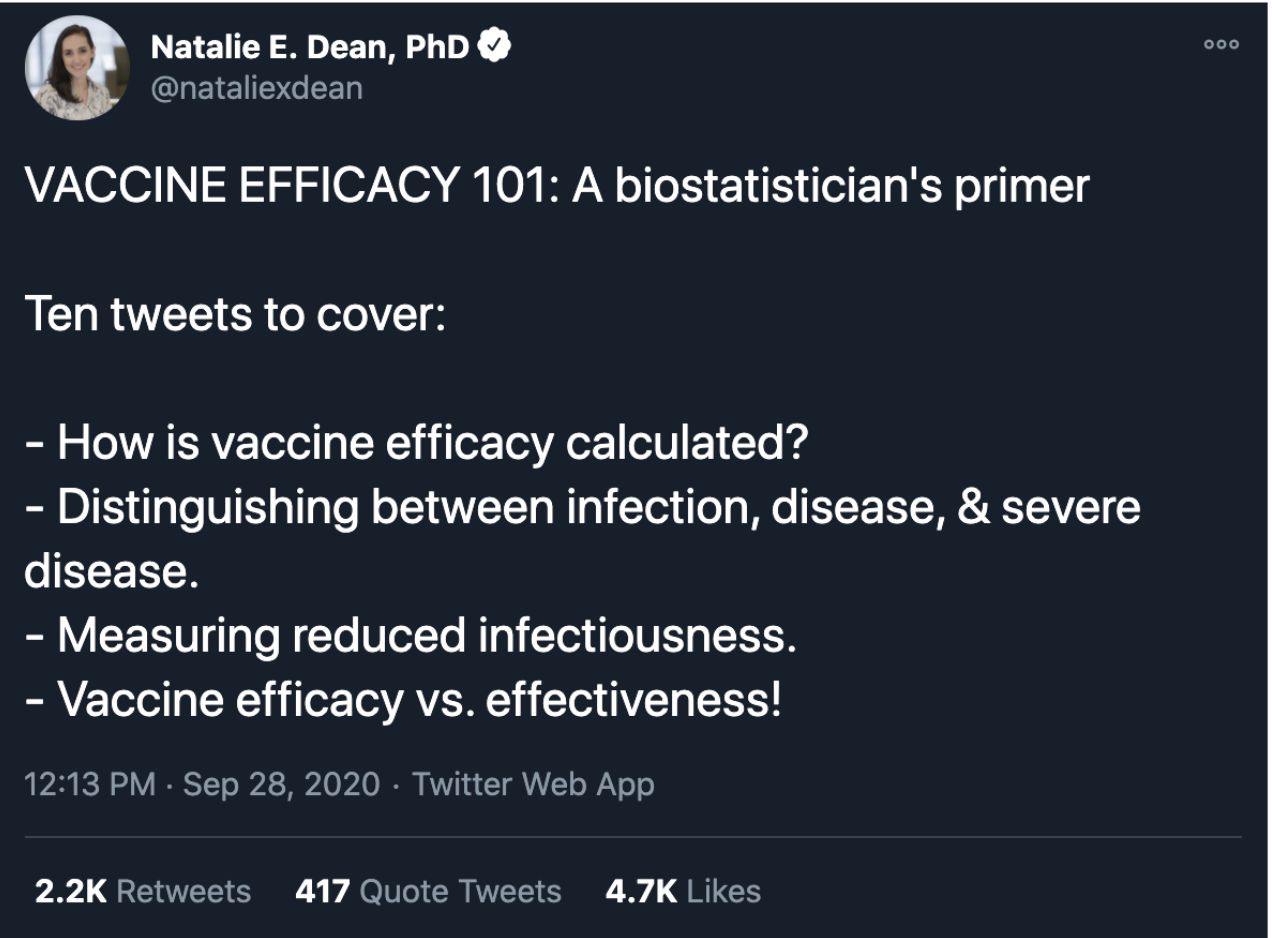 Natalie E. Dean, PhD
@nataliexdean
VACCINE EFFICACY 101: A biostatistician's primer
Ten tweets to cover:
- How is vaccine efficacy calculated?
- Distinguishing between infection, disease, & severe
disease.
- Measuring reduced infectiousness.
- Vaccine efficacy vs. effectiveness!
12:13 PM · Sep 28, 2020 · Twitter Web App
2.2K Retweets 417 Quote Tweets 4.7K Likes